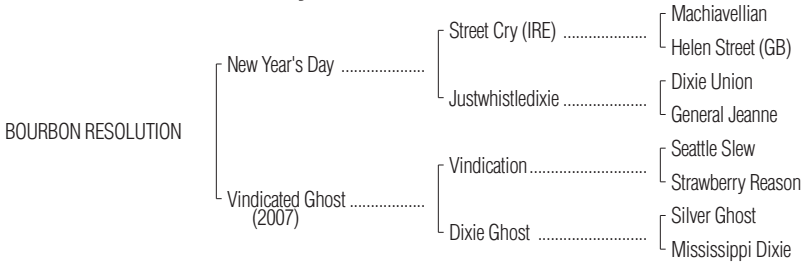 Machiavellian
Street Cry (IRE) .....................
Helen Street (GB)
New Year's Day .....................
Dixie Union
Justwhistledixie .....................
General Jeanne
BOURBON RESOLUTION
Seattle Slew
Vindication.............................
Strawberry Reason
Vindicated Ghost ...................
(2007)
Silver Ghost
Dixie Ghost ...........................
Mississippi Dixie